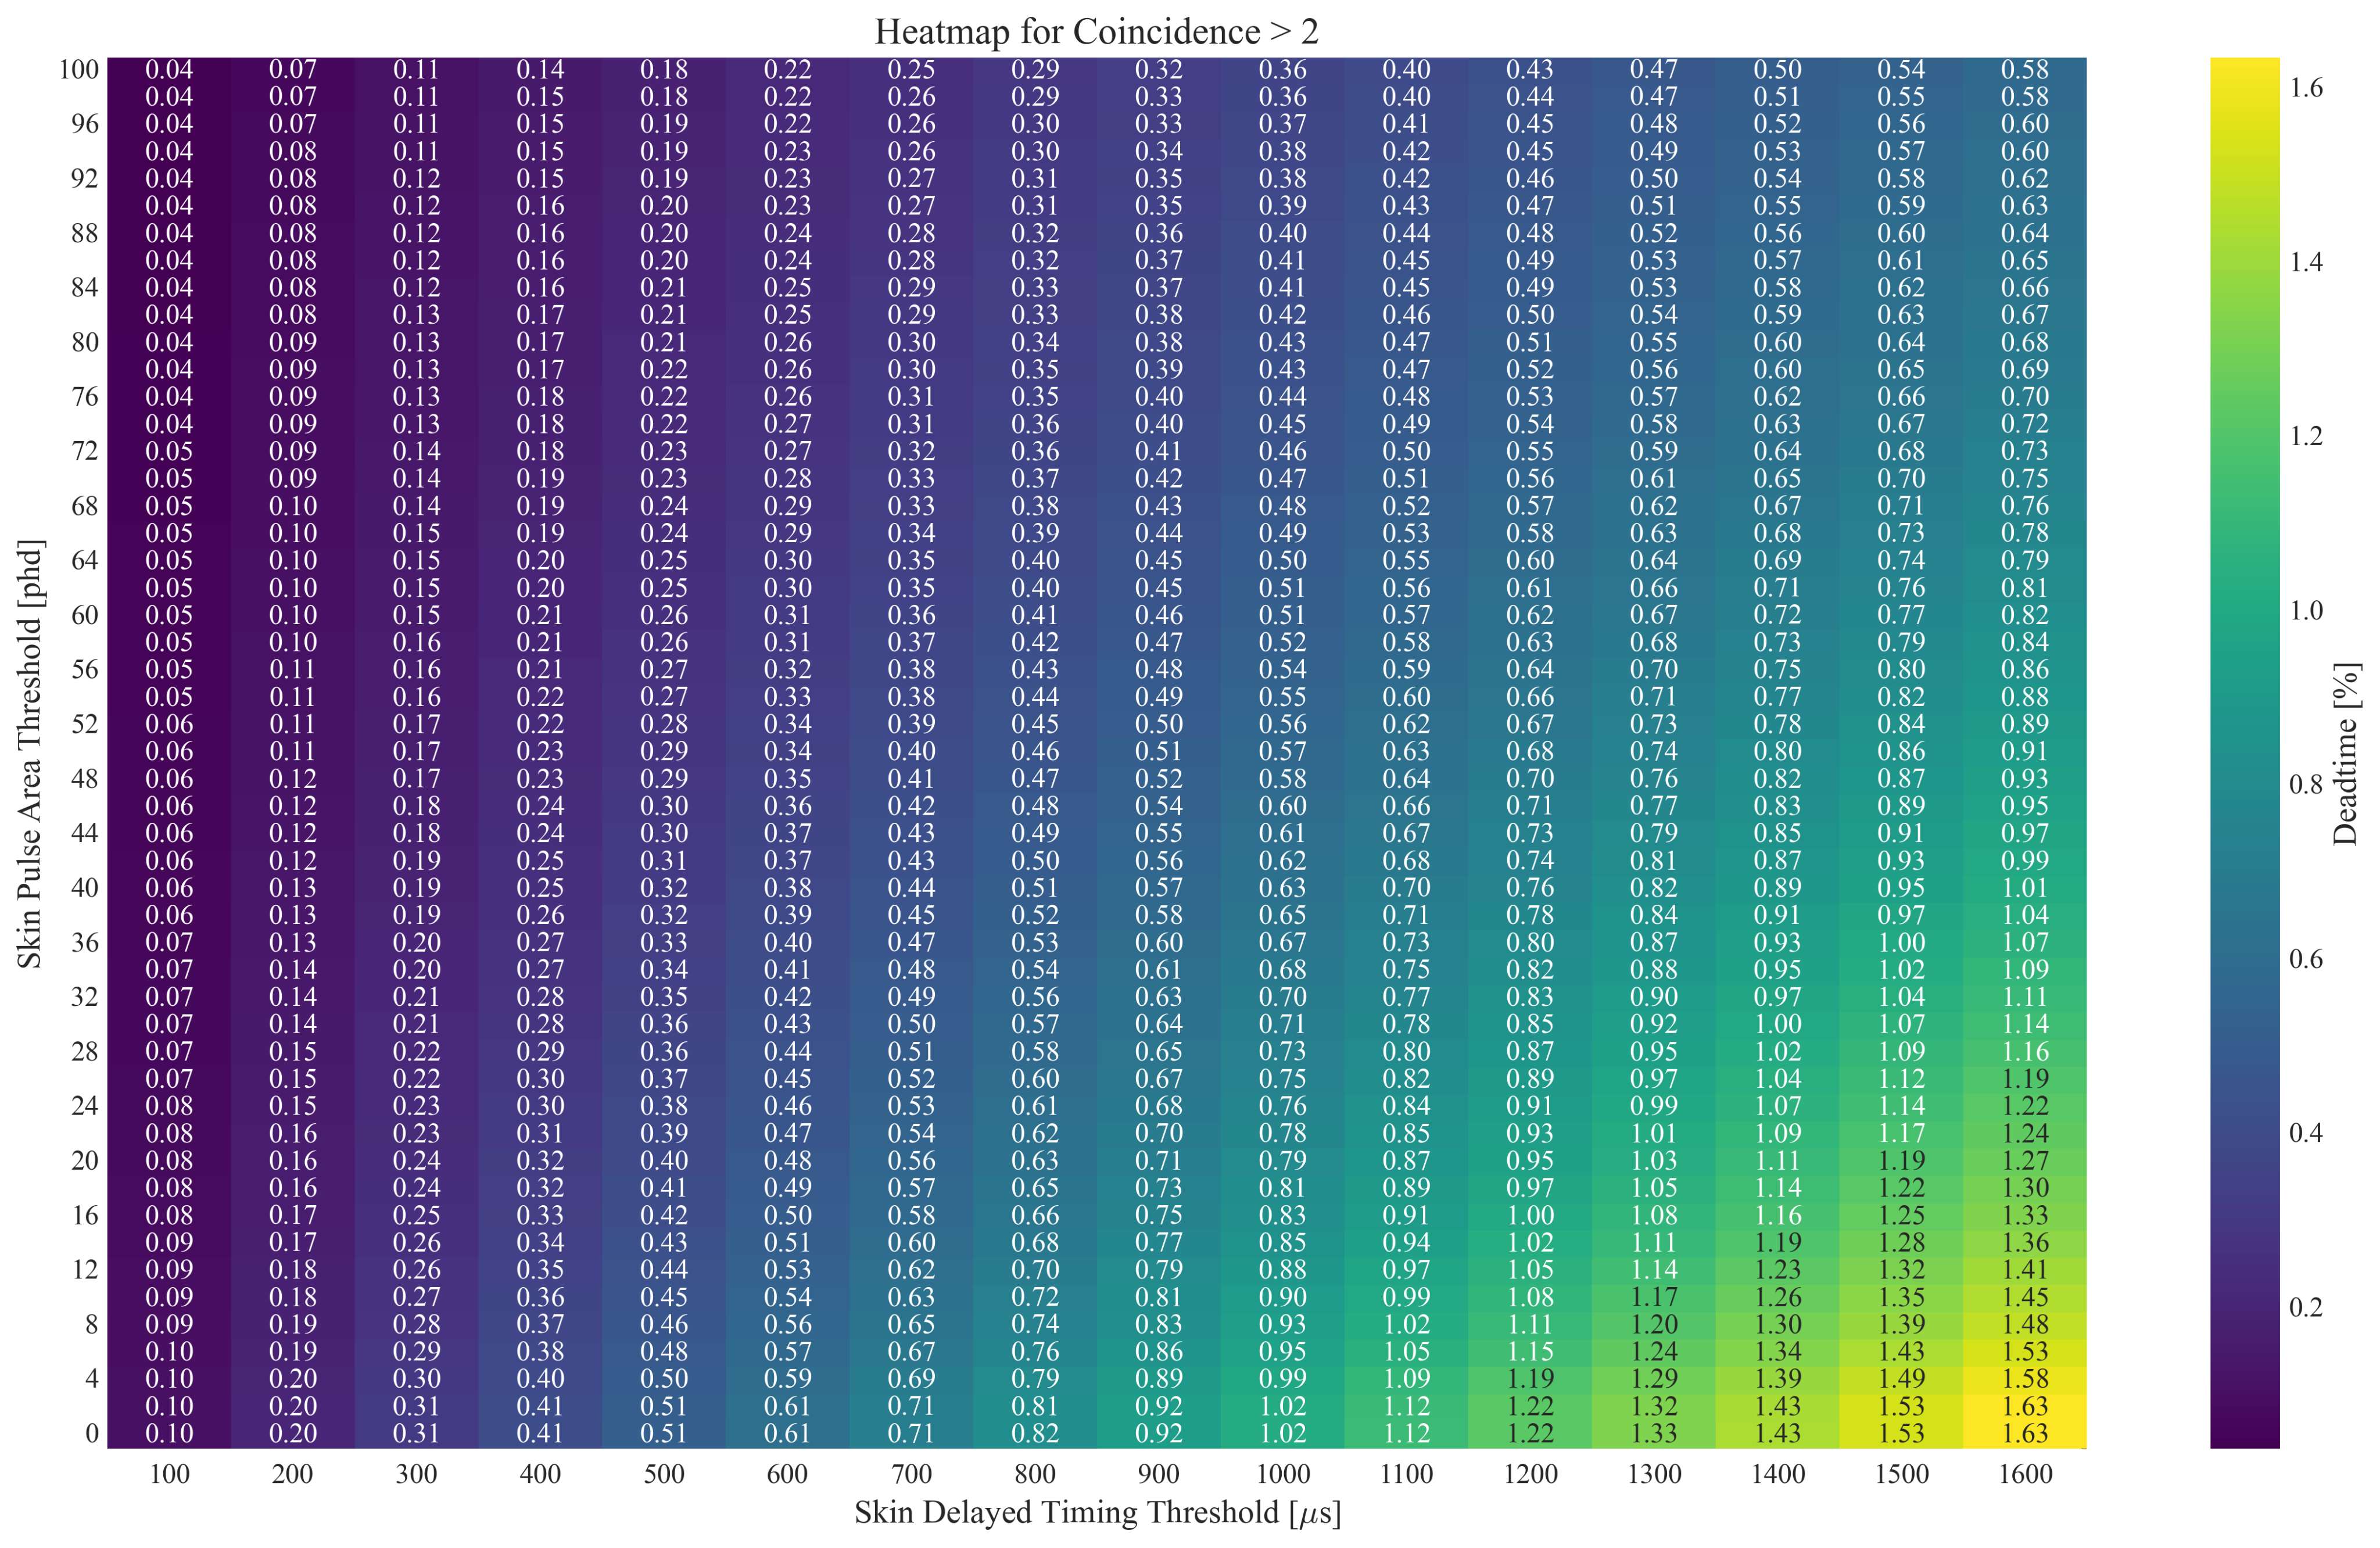 Heatmap for Coincidence > 2
100 0.04 0.07 0.11 0.14 0.18 0.22 0.25 0.29 0.32 0.36 0.40 0.43 0.47 0.50 0.54 0.58
0.04 0.07 0.11 0.15 0.18 0.22 0.26 0.29 0.33 0.36 0.40 0.44 0.47 0.51 0.55 0.58
96 0.04 0.07 0.11 0.15 0.19 0.22 0.26 0.30 0.33 0.37 0.41 0.45 0.48 0.52 0.56 0.60
0.04 0.08 0.11 0.15 0.19 0.23 0.26 0.30 0.34 0.38 0.42 0.45 0.49 0.53 0.57 0.60
92 0.04 0.08 0.12 0.15 0.19 0.23 0.27 0.31 0.35 0.38 0.42 0.46 0.50 0.54 0.58 0.62
0.04 0.08 0.12 0.16 0.20 0.23 0.27 0.31 0.35 0.39 0.43 0.47 0.51 0.55 0.59 0.63
88 0.04 0.08 0.12 0.16 0.20 0.24 0.28 0.32 0.36 0.40 0.44 0.48 0.52 0.56 0.60 0.64
0.04 0.08 0.12 0.16 0.20 0.24 0.28 0.32 0.37 0.41 0.45 0.49 0.53 0.57 0.61 0.65
84 0.04 0.08 0.12 0.16 0.21 0.25 0.29 0.33 0.37 0.41 0.45 0.49 0.53 0.58 0.62 0.66
0.04 0.08 0.13 0.17 0.21 0.25 0.29 0.33 0.38 0.42 0.46 0.50 0.54 0.59 0.63 0.67
80 0.04 0.09 0.13 0.17 0.21 0.26 0.30 0.34 0.38 0.43 0.47 0.51 0.55 0.60 0.64 0.68
0.04 0.09 0.13 0.17 0.22 0.26 0.30 0.35 0.39 0.43 0.47 0.52 0.56 0.60 0.65 0.69
76 0.04 0.09 0.13 0.18 0.22 0.26 0.31 0.35 0.40 0.44 0.48 0.53 0.57 0.62 0.66 0.70
0.04 0.09 0.13 0.18 0.22 0.27 0.31 0.36 0.40 0.45 0.49 0.54 0.58 0.63 0.67 0.72
72 0.05 0.09 0.14 0.18 0.23 0.27 0.32 0.36 0.41 0.46 0.50 0.55 0.59 0.64 0.68 0.73
0.05 0.09 0.14 0.19 0.23 0.28 0.33 0.37 0.42 0.47 0.51 0.56 0.61 0.65 0.70 0.75
68 0.05 0.10 0.14 0.19 0.24 0.29 0.33 0.38 0.43 0.48 0.52 0.57 0.62 0.67 0.71 0.76
0.05 0.10 0.15 0.19 0.24 0.29 0.34 0.39 0.44 0.49 0.53 0.58 0.63 0.68 0.73 0.78
64 0.05 0.10 0.15 0.20 0.25 0.30 0.35 0.40 0.45 0.50 0.55 0.60 0.64 0.69 0.74 0.79
0.05 0.10 0.15 0.20 0.25 0.30 0.35 0.40 0.45 0.51 0.56 0.61 0.66 0.71 0.76 0.81
60 0.05 0.10 0.15 0.21 0.26 0.31 0.36 0.41 0.46 0.51 0.57 0.62 0.67 0.72 0.77 0.82
0.05 0.10 0.16 0.21 0.26 0.31 0.37 0.42 0.47 0.52 0.58 0.63 0.68 0.73 0.79 0.84
56 0.05 0.11 0.16 0.21 0.27 0.32 0.38 0.43 0.48 0.54 0.59 0.64 0.70 0.75 0.80 0.86
0.05 0.11 0.16 0.22 0.27 0.33 0.38 0.44 0.49 0.55 0.60 0.66 0.71 0.77 0.82 0.88
52 0.06 0.11 0.17 0.22 0.28 0.34 0.39 0.45 0.50 0.56 0.62 0.67 0.73 0.78 0.84 0.89
0.06 0.11 0.17 0.23 0.29 0.34 0.40 0.46 0.51 0.57 0.63 0.68 0.74 0.80 0.86 0.91
48 0.06 0.12 0.17 0.23 0.29 0.35 0.41 0.47 0.52 0.58 0.64 0.70 0.76 0.82 0.87 0.93
0.06 0.12 0.18 0.24 0.30 0.36 0.42 0.48 0.54 0.60 0.66 0.71 0.77 0.83 0.89 0.95
44 0.06 0.12 0.18 0.24 0.30 0.37 0.43 0.49 0.55 0.61 0.67 0.73 0.79 0.85 0.91 0.97
0.06 0.12 0.19 0.25 0.31 0.37 0.43 0.50 0.56 0.62 0.68 0.74 0.81 0.87 0.93 0.99
40 0.06 0.13 0.19 0.25 0.32 0.38 0.44 0.51 0.57 0.63 0.70 0.76 0.82 0.89 0.95 1.01
0.06 0.13 0.19 0.26 0.32 0.39 0.45 0.52 0.58 0.65 0.71 0.78 0.84 0.91 0.97 1.04
36 0.07 0.13 0.20 0.27 0.33 0.40 0.47 0.53 0.60 0.67 0.73 0.80 0.87 0.93 1.00 1.07
0.07 0.14 0.20 0.27 0.34 0.41 0.48 0.54 0.61 0.68 0.75 0.82 0.88 0.95 1.02 1.09
32 0.07 0.14 0.21 0.28 0.35 0.42 0.49 0.56 0.63 0.70 0.77 0.83 0.90 0.97 1.04 1.11
0.07 0.14 0.21 0.28 0.36 0.43 0.50 0.57 0.64 0.71 0.78 0.85 0.92 1.00 1.07 1.14
28 0.07 0.15 0.22 0.29 0.36 0.44 0.51 0.58 0.65 0.73 0.80 0.87 0.95 1.02 1.09 1.16
0.07 0.15 0.22 0.30 0.37 0.45 0.52 0.60 0.67 0.75 0.82 0.89 0.97 1.04 1.12 1.19
24 0.08 0.15 0.23 0.30 0.38 0.46 0.53 0.61 0.68 0.76 0.84 0.91 0.99 1.07 1.14 1.22
0.08 0.16 0.23 0.31 0.39 0.47 0.54 0.62 0.70 0.78 0.85 0.93 1.01 1.09 1.17 1.24
20 0.08 0.16 0.24 0.32 0.40 0.48 0.56 0.63 0.71 0.79 0.87 0.95 1.03 1.11 1.19 1.27
0.08 0.16 0.24 0.32 0.41 0.49 0.57 0.65 0.73 0.81 0.89 0.97 1.05 1.14 1.22 1.30
16 0.08 0.17 0.25 0.33 0.42 0.50 0.58 0.66 0.75 0.83 0.91 1.00 1.08 1.16 1.25 1.33
0.09 0.17 0.26 0.34 0.43 0.51 0.60 0.68 0.77 0.85 0.94 1.02 1.11 1.19 1.28 1.36
12 0.09 0.18 0.26 0.35 0.44 0.53 0.62 0.70 0.79 0.88 0.97 1.05 1.14 1.23 1.32 1.41
0.09 0.18 0.27 0.36 0.45 0.54 0.63 0.72 0.81 0.90 0.99 1.08 1.17 1.26 1.35 1.45
8 0.09 0.19 0.28 0.37 0.46 0.56 0.65 0.74 0.83 0.93 1.02 1.11 1.20 1.30 1.39 1.48
0.10 0.19 0.29 0.38 0.48 0.57 0.67 0.76 0.86 0.95 1.05 1.15 1.24 1.34 1.43 1.53
4 0.10 0.20 0.30 0.40 0.50 0.59 0.69 0.79 0.89 0.99 1.09 1.19 1.29 1.39 1.49 1.58
0.10 0.20 0.31 0.41 0.51 0.61 0.71 0.81 0.92 1.02 1.12 1.22 1.32 1.43 1.53 1.63
0 0.10 0.20 0.31 0.41 0.51 0.61 0.71 0.82 0.92 1.02 1.12 1.22 1.33 1.43 1.53 1.63
100 200 300 400 500 600 700 800 900 1000 1100 1200 1300 1400 1500 1600
Skin Delayed Timing Threshold [μs]
Skin Pulse Area Threshold [phd]
1.6
1.4
1.2
1.0
0.8
0.6
0.4
0.2
Deadtime [%]